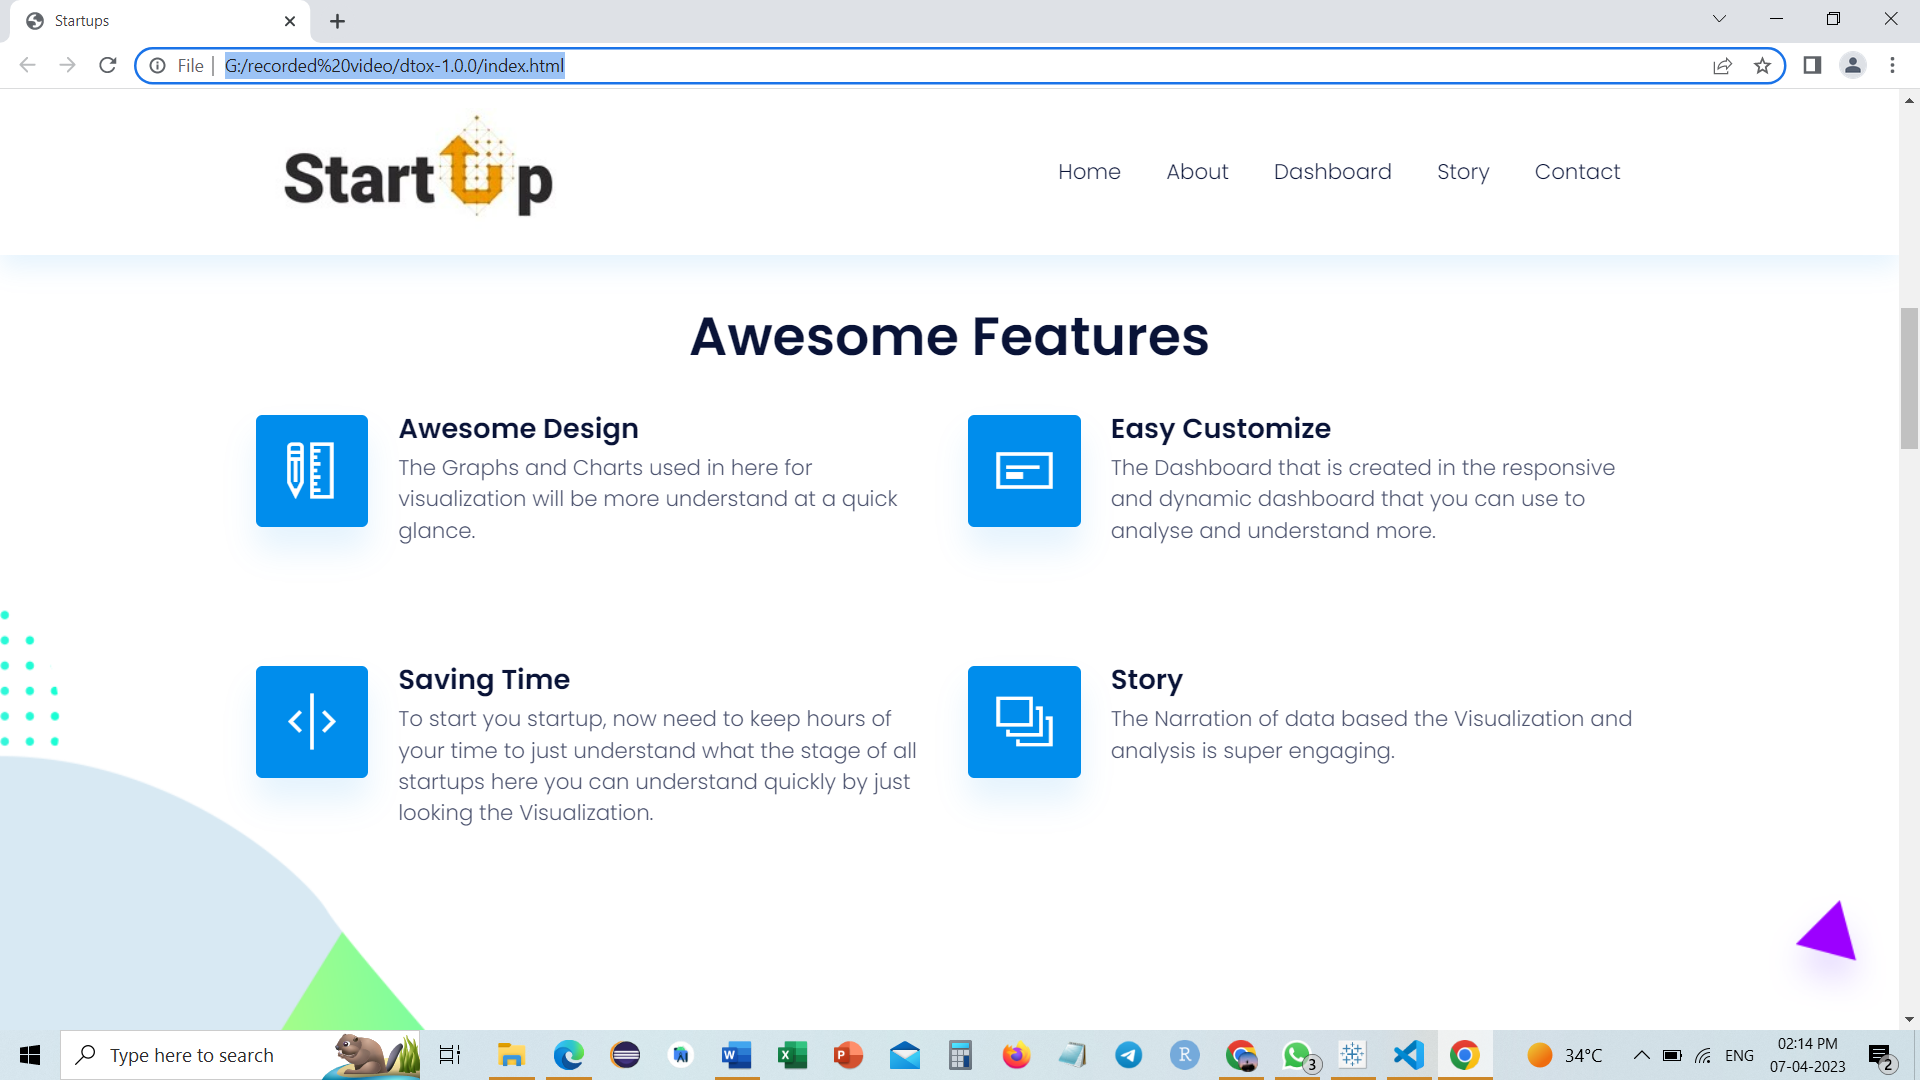 Startups
File | G:/recorded%20video/dtox-1.0.0/index.html
StartUp
Home About Dashboard Story Contact
Awesome Features
Awesome Design
The Graphs and Charts used in here for
visualization will be more understand at a quick
glance.
Easy Customize
The Dashboard that is created in the responsive
and dynamic dashboard that you can use to
analyse and understand more.
Saving Time
To start you startup, now need to keep hours of
your time to just understand what the stage of all
startups here you can understand quickly by just
looking the Visualization.
Story
The Narration of data based the Visualization and
analysis is super engaging.
Type here to search
3
34°C
ENG
02:14 PM
07-04-2023
2